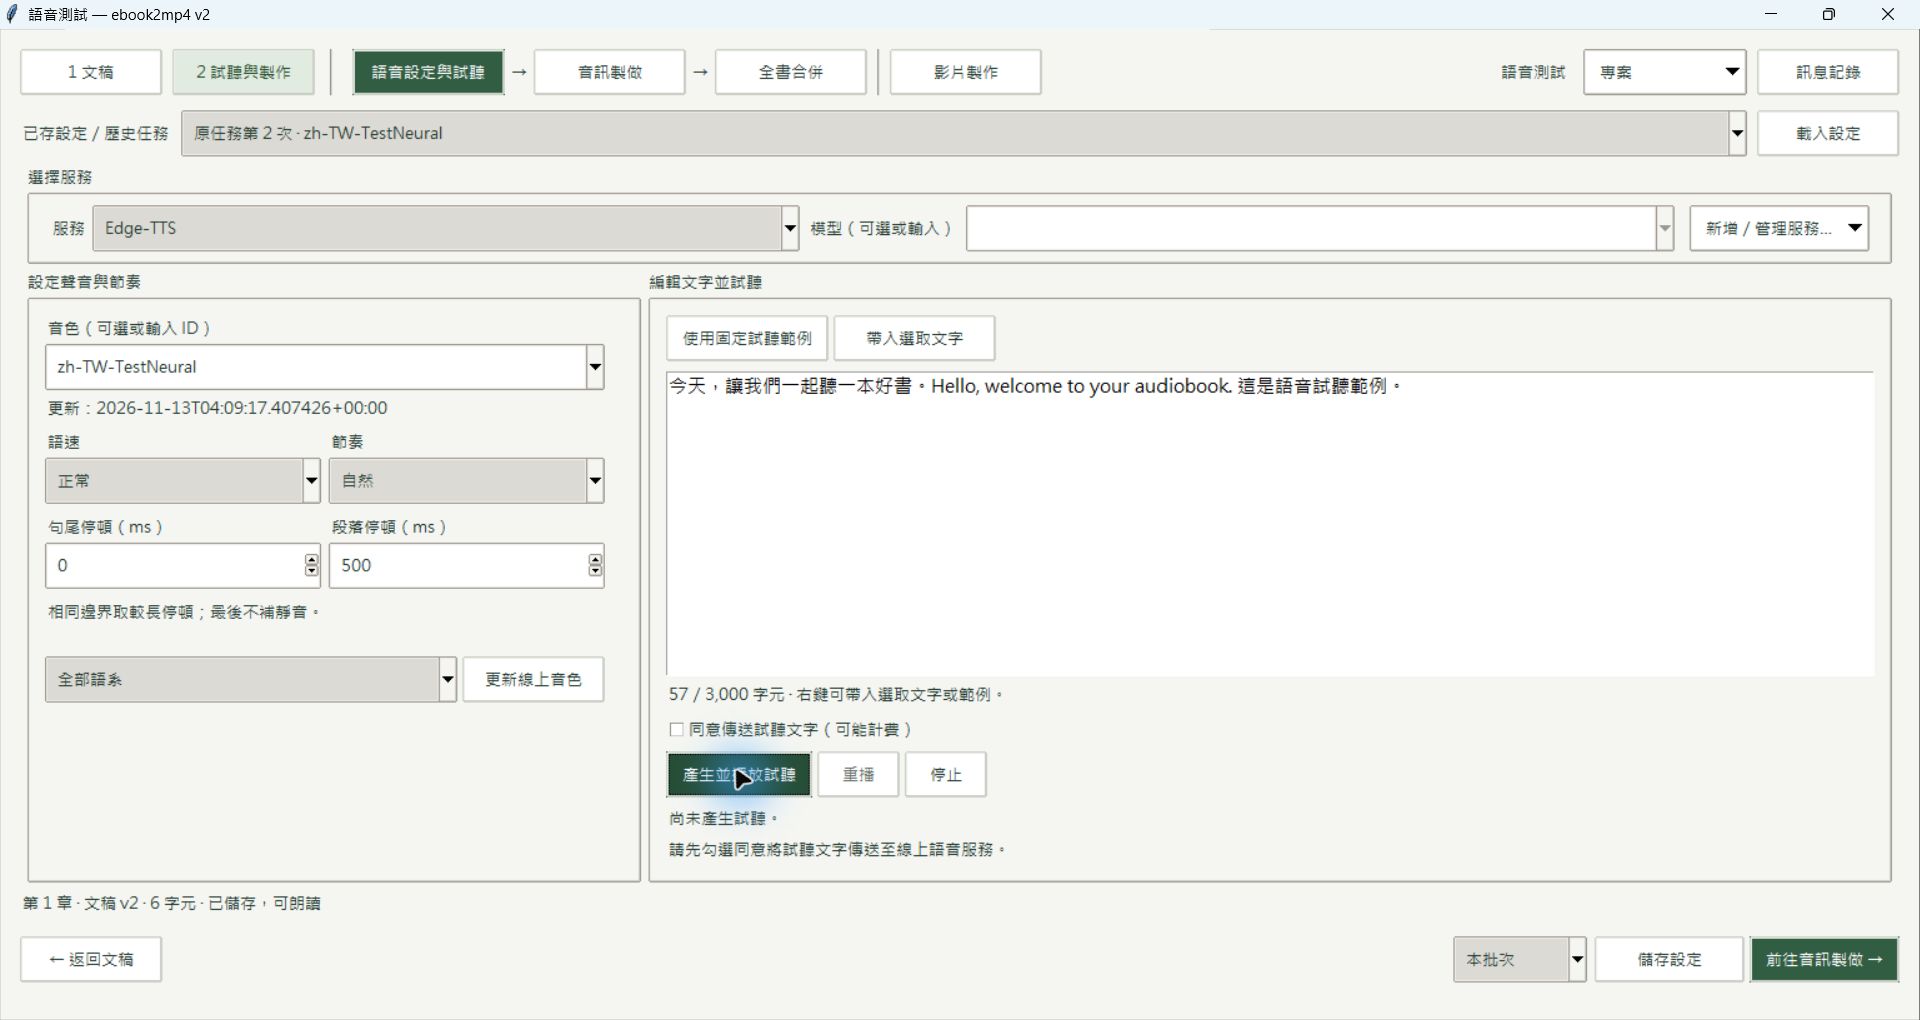 語音測試 — ebook2mp4 v2
1 文稿
2 試聽與製作
語音設定與試聽
→
音訊製做
→
全書合併
影片製作
語音測試
專案
訊息記錄
已存設定 / 歷史任務
原任務第 2 次 · zh-TW-TestNeural
載入設定
選擇服務
服務
Edge-TTS
模型（可選或輸入）
新增 / 管理服務...
設定聲音與節奏
編輯文字並試聽
音色（可選或輸入 ID）
zh-TW-TestNeural
更新：2026-11-13T04:09:17.407426+00:00
語速
節奏
正常
自然
句尾停頓（ms）
段落停頓（ms）
0
500
相同邊界取較長停頓；最後不補靜音。
全部語系
更新線上音色
使用固定試聽範例
帶入選取文字
今天，讓我們一起聽一本好書。Hello, welcome to your audiobook. 這是語音試聽範例。
57 / 3,000 字元 · 右鍵可帶入選取文字或範例。
同意傳送試聽文字（可能計費）
產生並播放試聽
重播
停止
尚未產生試聽。
請先勾選同意將試聽文字傳送至線上語音服務。
第 1 章 · 文稿 v2 · 6 字元 · 已儲存，可朗讀
← 返回文稿
本批次
儲存設定
前往音訊製做 →